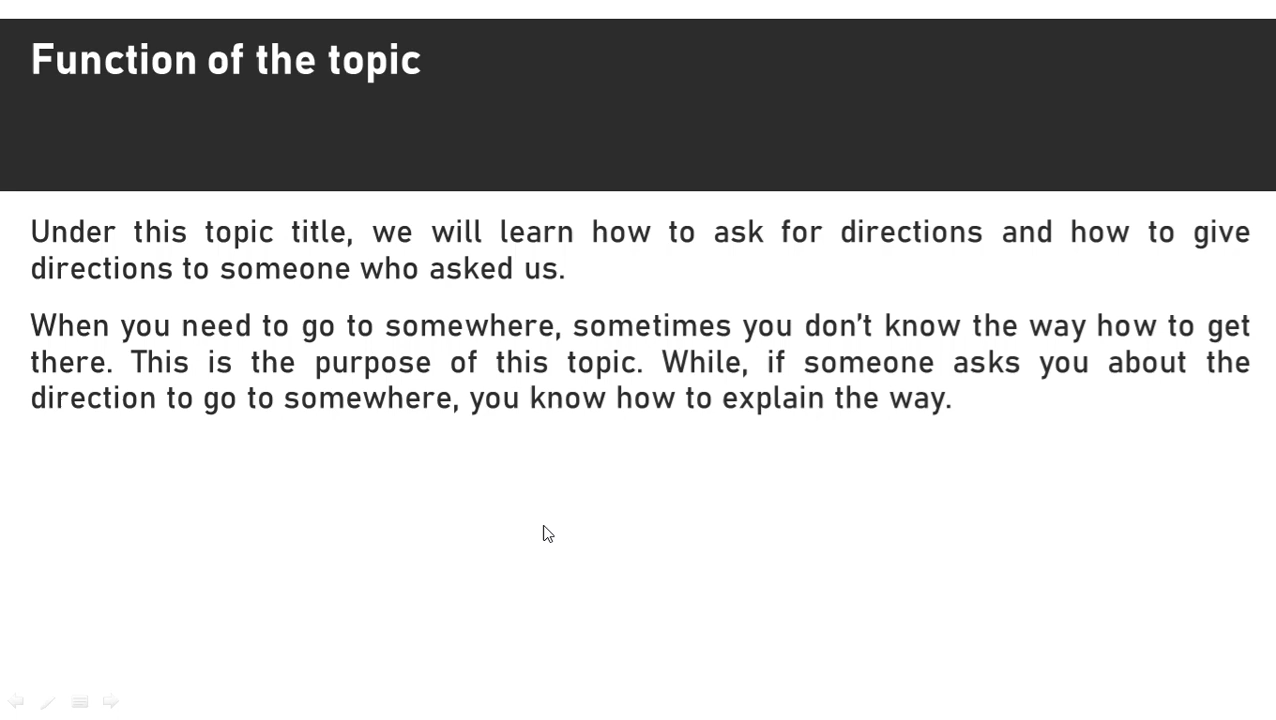 Function of the topic
Under this topic title, we will learn how to ask for directions and how to give
directions to someone who asked us.
When you need to go to somewhere, sometimes you don't know the way how to get
there. This is the purpose of this topic. While, if someone asks you about the
direction to go to somewhere, you know how to explain the way.